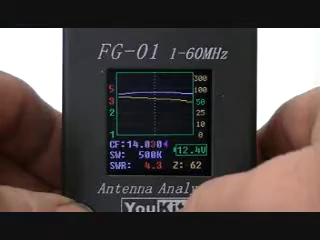 FG-01 1-60MHz
300
5 100
3 50
2 25
10
1 0
CF:14.030
SW: 500K 12.4V
SWR: 4.3 Z: 62
Antenna Analy
YouKit